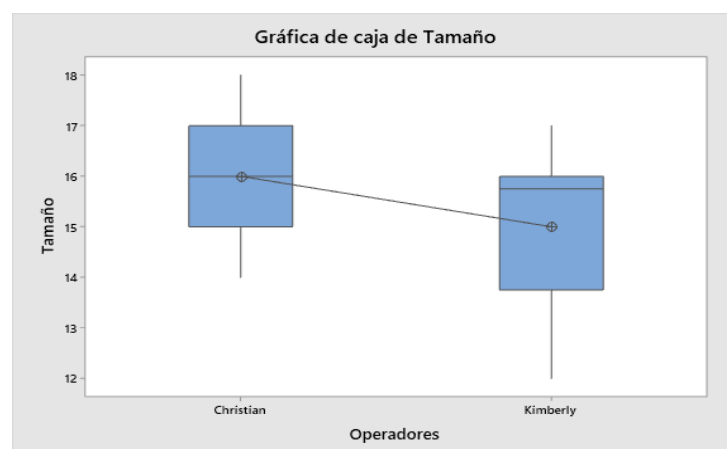 Gráfica de caja de Tamaño
18
17
16
15
14
13
12
Tamaño
Christian
Kimberly
Operadores